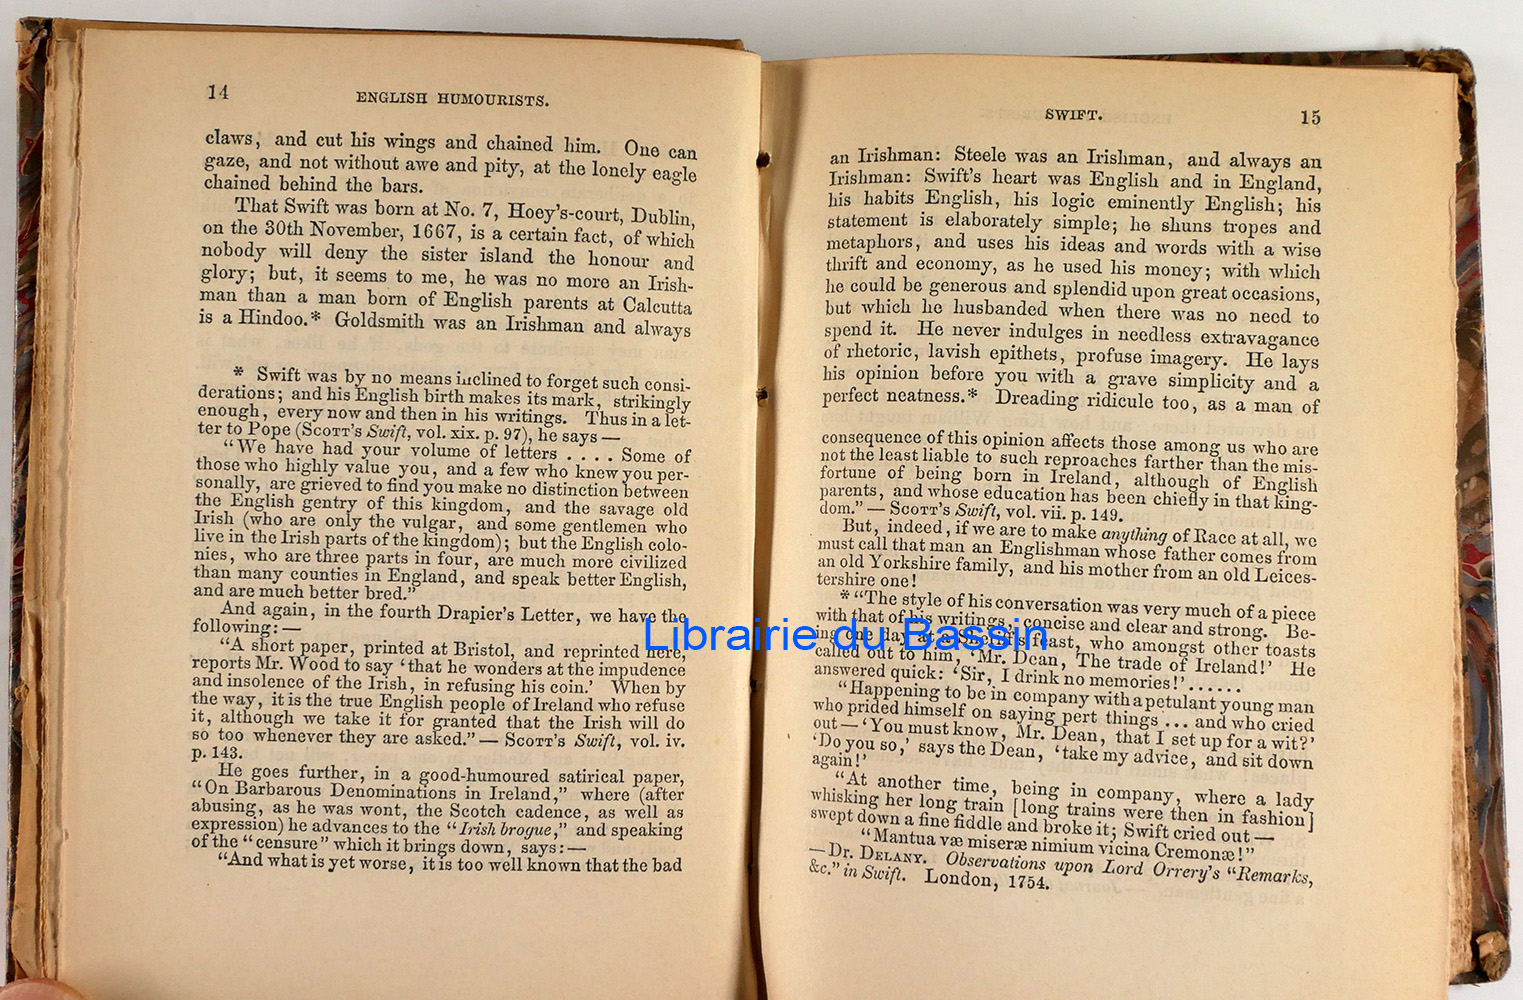 14
ENGLISH HUMOURISTS.
claws, and cut his wings and chained him. One can
gaze, and not without awe and pity, at the lonely eagle
chained behind the bars.
That Swift was born at No. 7, Hoey's-court, Dublin,
on the 30th November, 1667, is a certain fact, of which
nobody will deny the sister island the honour and
glory; but, it seems to me, he was no more an Irish-
man than a man born of English parents at Calcutta
is a Hindoo.* Goldsmith was an Irishman and always
* Swift was by no means inclined to forget such consi-
derations; and his English birth makes its mark, strikingly
enough, every now and then in his writings. Thus in a let-
ter to Pope (SCOTT'S Swift, vol. xix. p. 97), he says —
"We have had your volume of letters . . . . Some of
those who highly value you, and a few who knew you per-
sonally, are grieved to find you make no distinction between
the English gentry of this kingdom, and the savage old
Irish (who are only the vulgar, and some gentlemen who
live in the Irish parts of the kingdom); but the English colo-
nies, who are three parts in four, are much more civilized
than many counties in England, and speak better English,
and are much better bred."
And again, in the fourth Drapier's Letter, we have the
following: —
"A short paper, printed at Bristol, and reprinted here,
reports Mr. Wood to say 'that he wonders at the impudence
and insolence of the Irish, in refusing his coin.' When by
the way, it is the true English people of Ireland who refuse
it, although we take it for granted that the Irish will do
so too whenever they are asked." — SCOTT'S Swift, vol. iv.
p. 143.
He goes further, in a good-humoured satirical paper,
"On Barbarous Denominations in Ireland," where (after
abusing, as he was wont, the Scotch cadence, as well as
expression) he advances to the "Irish brogue," and speaking
of the "censure" which it brings down, says: —
"And what is yet worse, it is too well known that the bad
SWIFT.
15
an Irishman: Steele was an Irishman, and always an
Irishman: Swift's heart was English and in England,
his habits English, his logic eminently English; his
statement is elaborately simple; he shuns tropes and
metaphors, and uses his ideas and words with a wise
thrift and economy, as he used his money; with which
he could be generous and splendid upon great occasions,
but which he husbanded when there was no need to
spend it. He never indulges in needless extravagance
of rhetoric, lavish epithets, profuse imagery. He lays
his opinion before you with a grave simplicity and a
perfect neatness.* Dreading ridicule too, as a man of
consequence of this opinion affects those among us who are
not the least liable to such reproaches farther than the mis-
fortune of being born in Ireland, although of English
parents, and whose education has been chiefly in that king-
dom." — SCOTT'S Swift, vol. vii. p. 149.
But, indeed, if we are to make anything of Race at all, we
must call that man an Englishman whose father comes from
an old Yorkshire family, and his mother from an old Leices-
tershire one!
* "The style of his conversation was very much of a piece
with that of his writings, concise and clear and strong. Be-
ing one day at a Sheriff's feast, who amongst other toasts
called out to him, 'Mr. Dean, The trade of Ireland!' He
answered quick: 'Sir, I drink no memories!' . . . . . .
"Happening to be in company with a petulant young man
who prided himself on saying pert things ... and who cried
out — 'You must know, Mr. Dean, that I set up for a wit?'
'Do you so,' says the Dean, 'take my advice, and sit down
again!'
"At another time, being in company, where a lady
whisking her long train [long trains were then in fashion]
swept down a fine fiddle and broke it; Swift cried out —
"Mantua væ miseræ nimium vicina Cremonæ!"
— DR. DELANY. Observations upon Lord Orrery's "Remarks,
&c." in Swift. London, 1754.
Librairie du Bassin